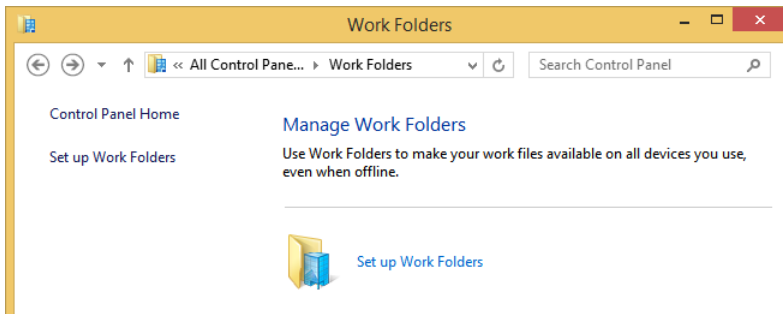 Work Folders
« All Control Pane... Work Folders Search Control Panel
Control Panel Home
Set up Work Folders
Manage Work Folders
Use Work Folders to make your work files available on all devices you use,
even when offline.
Set up Work Folders